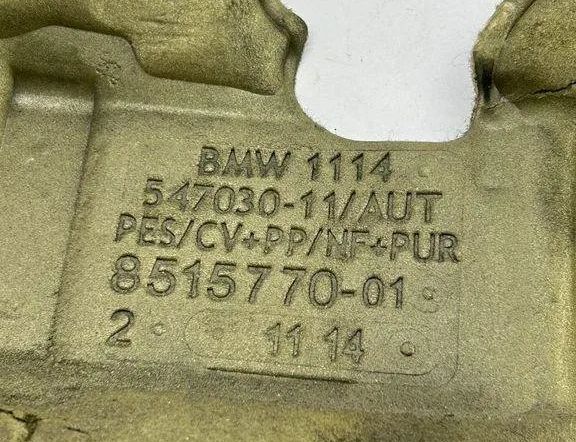 BMW 1114
547030-11/AUT
PES/CV+PP/NF+PUR
8515770-01
2 11 14